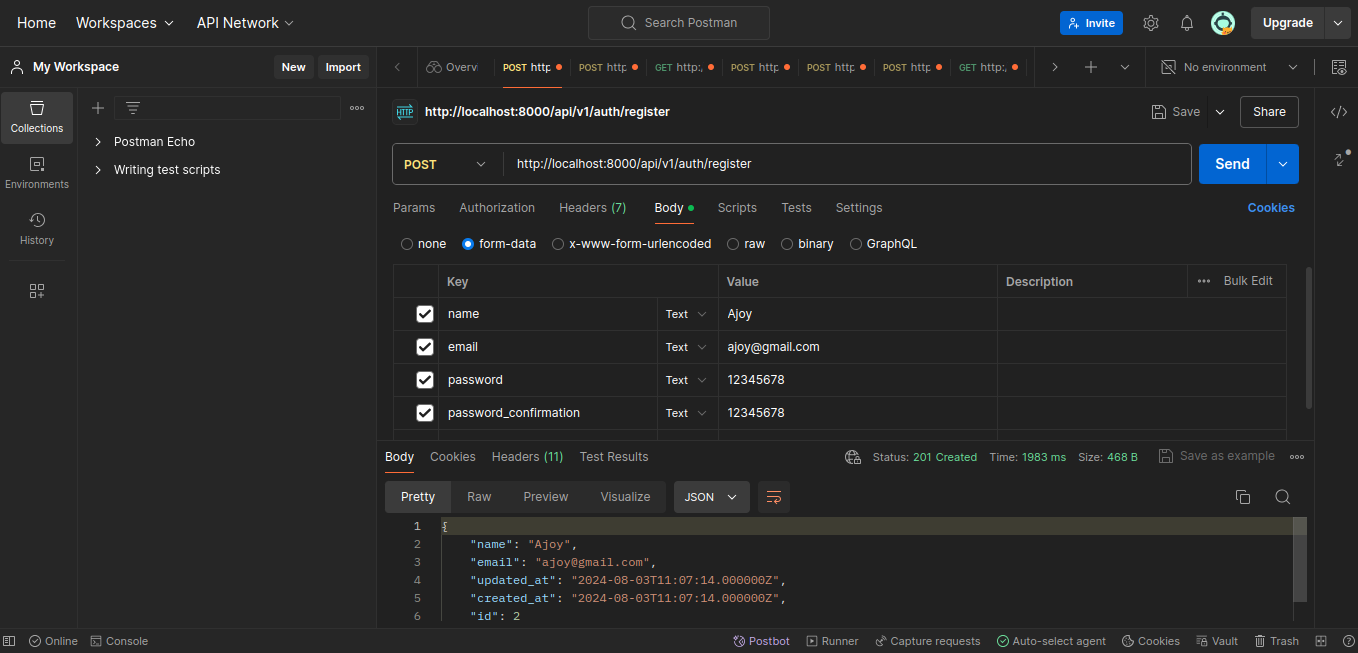 Home Workspaces API Network Search Postman Invite Upgrade
My Workspace New Import Overv POST http POST http GET http:, POST http POST http POST http GET http:, No environment
Collections
Environments
History
Postman Echo
Writing test scripts
HTTP http://localhost:8000/api/v1/auth/register Save Share
POST http://localhost:8000/api/v1/auth/register Send
Params Authorization Headers (7) Body Scripts Tests Settings Cookies
none form-data x-www-form-urlencoded raw binary GraphQL
Key Value Description Bulk Edit
name Text Ajoy
email Text ajoy@gmail.com
password Text 12345678
password_confirmation Text 12345678
Body Cookies Headers (11) Test Results Status: 201 Created Time: 1983 ms Size: 468 B Save as example
Pretty Raw Preview Visualize JSON
1 {
2 "name": "Ajoy",
3 "email": "ajoy@gmail.com",
4 "updated_at": "2024-08-03T11:07:14.000000Z",
5 "created_at": "2024-08-03T11:07:14.000000Z",
6 "id": 2
Online Console Postbot Runner Capture requests Auto-select agent Cookies Vault Trash